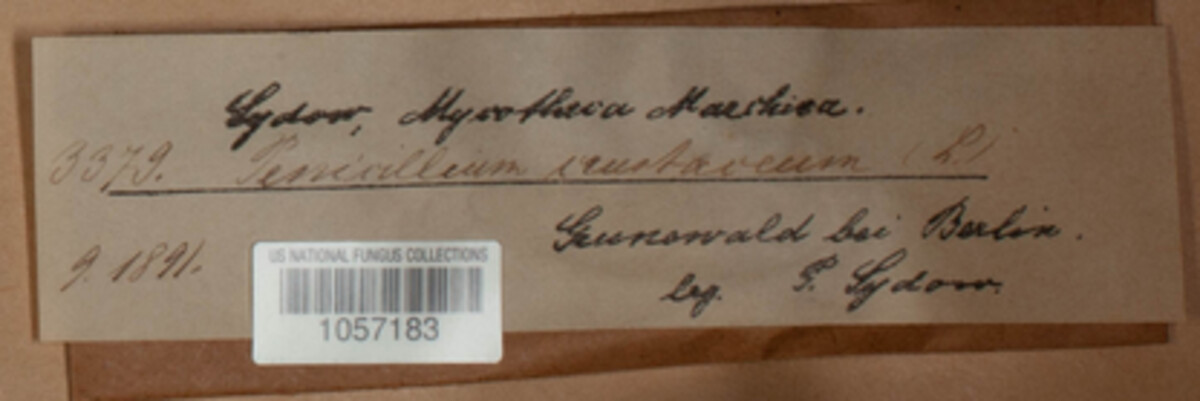 Sydow, Mycotheca Marchica.
3379. Penicillium crustaceum (L.)
Grunewald bei Berlin.
9. 1891.
leg. P. Sydow.
US NATIONAL FUNGUS COLLECTIONS
1057183